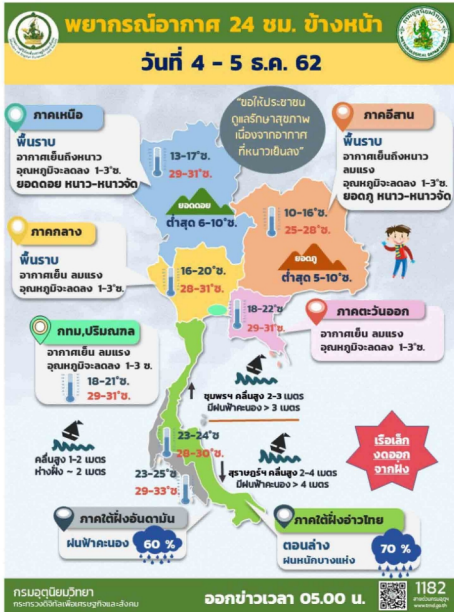 พยากรณ์อากาศ 24 ชม. ข้างหน้า
วันที่ 4 - 5 ธ.ค. 62
"ขอให้ประชาชน
ดูแลรักษาสุขภาพ
เนื่องจากอากาศ
ที่หนาวเย็นลง"
ภาคเหนือ
พื้นราบ
อากาศเย็นถึงหนาว
อุณหภูมิจะลดลง 1-3°ซ.
ยอดดอย หนาว-หนาวจัด
13-17°ซ.
29-31°ซ.
ยอดดอย
ต่ำสุด 6-10°ซ.
ภาคอีสาน
พื้นราบ
อากาศเย็นถึงหนาว
ลมแรง
อุณหภูมิจะลดลง 1-3°ซ.
ยอดภู หนาว-หนาวจัด
10-16°ซ.
25-28°ซ.
ยอดภู
ต่ำสุด 5-10°ซ.
ภาคกลาง
พื้นราบ
อากาศเย็น ลมแรง
อุณหภูมิจะลดลง 1-3°ซ.
16-20°ซ.
28-31°ซ.
18-22°ซ.
29-31°ซ.
ภาคตะวันออก
อากาศเย็น ลมแรง
อุณหภูมิจะลดลง 1-3°ซ.
กทม,ปริมณฑล
อากาศเย็น ลมแรง
อุณหภูมิจะลดลง 1-3 ซ.
18-21°ซ.
29-31°ซ.
ชุมพรฯ คลื่นสูง 2-3 เมตร
มีฝนฟ้าคะนอง > 3 เมตร
คลื่นสูง 1-2 เมตร
ห่างฝั่ง ~ 2 เมตร
23-24°ซ.
28-30°ซ.
สุราษฎร์ฯ คลื่นสูง 2-4 เมตร
มีฝนฟ้าคะนอง > 4 เมตร
เรือเล็ก
งดออก
จากฝั่ง
23-25°ซ.
29-33°ซ.
ภาคใต้ฝั่งอันดามัน
ฝนฟ้าคะนอง 60 %
ภาคใต้ฝั่งอ่าวไทย
ตอนล่าง
ฝนหนักบางแห่ง
70 %
กรมอุตุนิยมวิทยา
กระทรวงดิจิทัลเพื่อเศรษฐกิจและสังคม
ออกข่าวเวลา 05.00 น.
1182
www.tmd.go.th